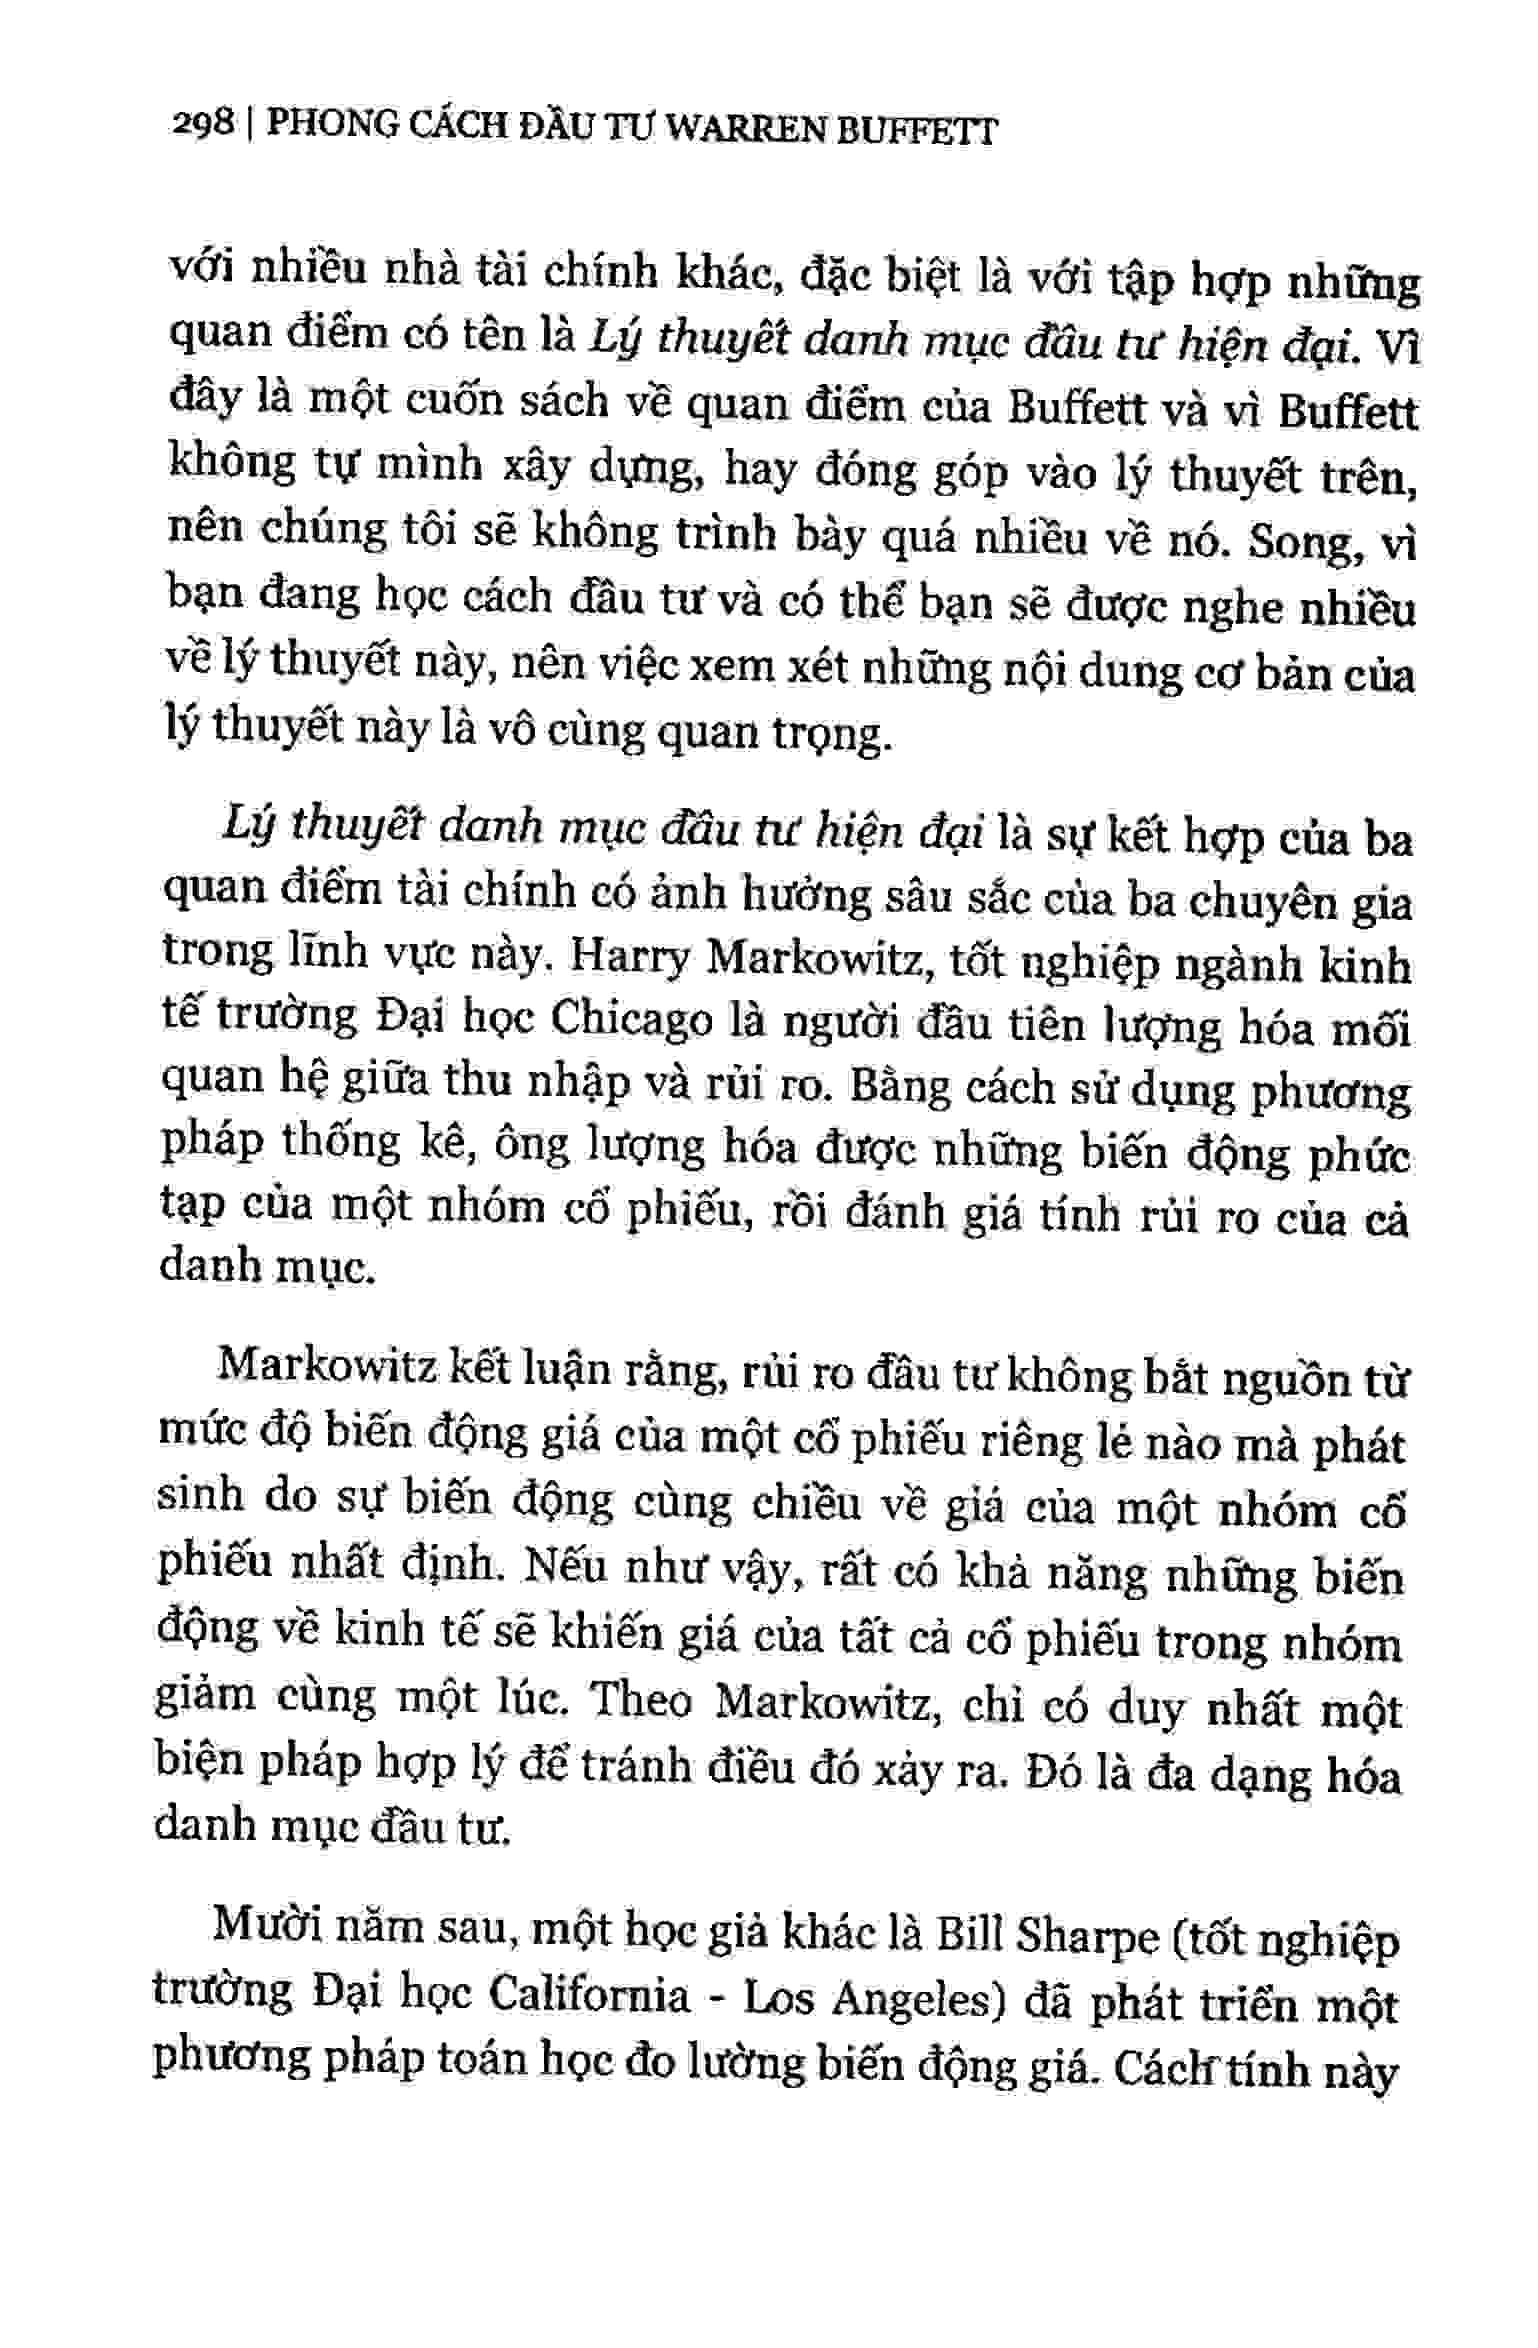 298 | PHONG CÁCH ĐẦU TƯ WARREN BUFFETT
với nhiều nhà tài chính khác, đặc biệt là với tập hợp những
quan điểm có tên là Lý thuyết danh mục đầu tư hiện đại. Vì
đây là một cuốn sách về quan điểm của Buffett và vì Buffett
không tự mình xây dựng, hay đóng góp vào lý thuyết trên,
nên chúng tôi sẽ không trình bày quá nhiều về nó. Song, vì
bạn đang học cách đầu tư và có thể bạn sẽ được nghe nhiều
về lý thuyết này, nên việc xem xét những nội dung cơ bản của
lý thuyết này là vô cùng quan trọng.
Lý thuyết danh mục đầu tư hiện đại là sự kết hợp của ba
quan điểm tài chính có ảnh hưởng sâu sắc của ba chuyên gia
trong lĩnh vực này. Harry Markowitz, tốt nghiệp ngành kinh
tế trường Đại học Chicago là người đầu tiên lượng hóa mối
quan hệ giữa thu nhập và rủi ro. Bằng cách sử dụng phương
pháp thống kê, ông lượng hóa được những biến động phức
tạp của một nhóm cổ phiếu, rồi đánh giá tính rủi ro của cả
danh mục.
Markowitz kết luận rằng, rủi ro đầu tư không bắt nguồn từ
mức độ biến động giá của một cổ phiếu riêng lẻ nào mà phát
sinh do sự biến động cùng chiều về giá của một nhóm cổ
phiếu nhất định. Nếu như vậy, rất có khả năng những biến
động về kinh tế sẽ khiến giá của tất cả cổ phiếu trong nhóm
giảm cùng một lúc. Theo Markowitz, chỉ có duy nhất một
biện pháp hợp lý để tránh điều đó xảy ra. Đó là đa dạng hóa
danh mục đầu tư.
Mười năm sau, một học giả khác là Bill Sharpe (tốt nghiệp
trường Đại học California - Los Angeles) đã phát triển một
phương pháp toán học đo lường biến động giá. Cách tính này